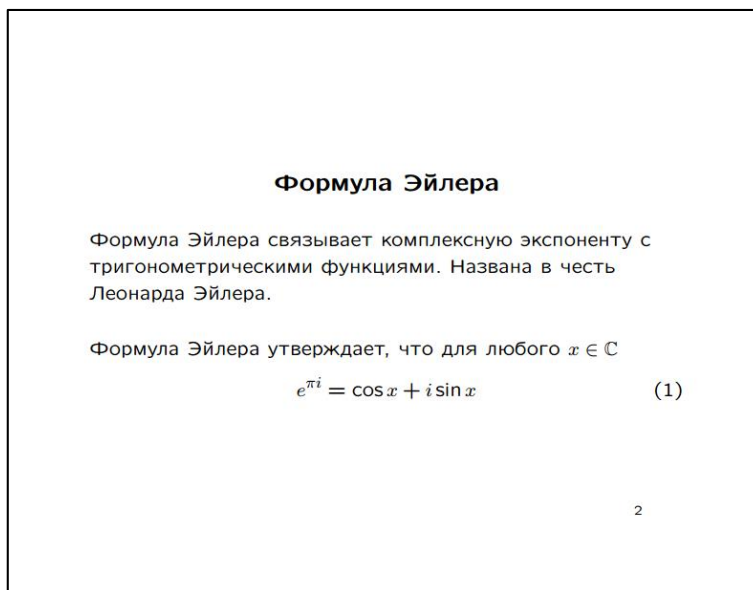 Формула Эйлера
Формула Эйлера связывает комплексную экспоненту с
тригонометрическими функциями. Названа в честь
Леонарда Эйлера.
Формула Эйлера утверждает, что для любого x ∈ ℂ
e^{πi} = cos x + i sin x (1)
2